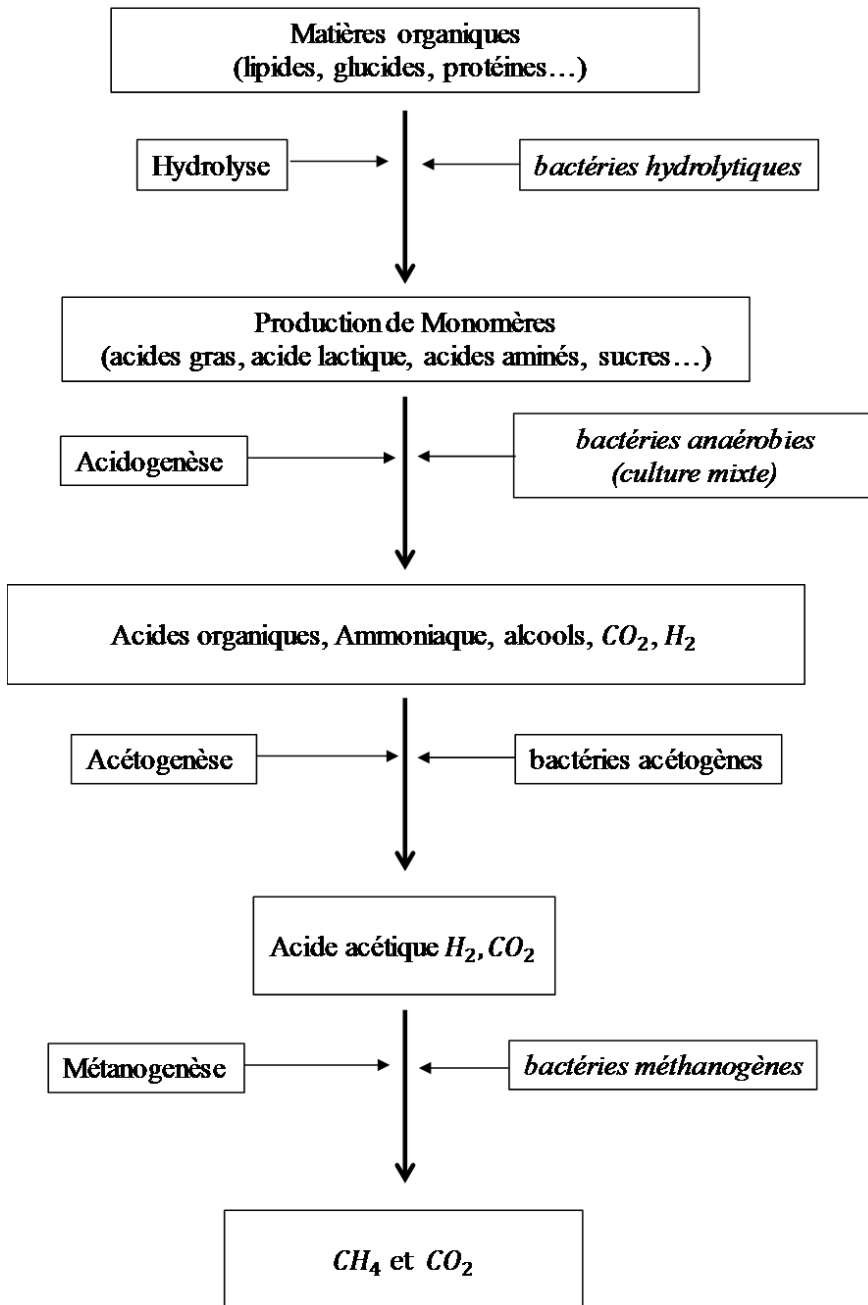 Matières organiques
(lipides, glucides, protéines…)
Hydrolyse
bactéries hydrolytiques
Production de Monomères
(acides gras, acide lactique, acides aminés, sucres…)
Acidogenèse
bactéries anaérobies
(culture mixte)
Acides organiques, Ammoniaque, alcools, CO₂, H₂
Acétogenèse
bactéries acétogènes
Acide acétique H₂, CO₂
Métanogenèse
bactéries méthanogènes
CH₄ et CO₂